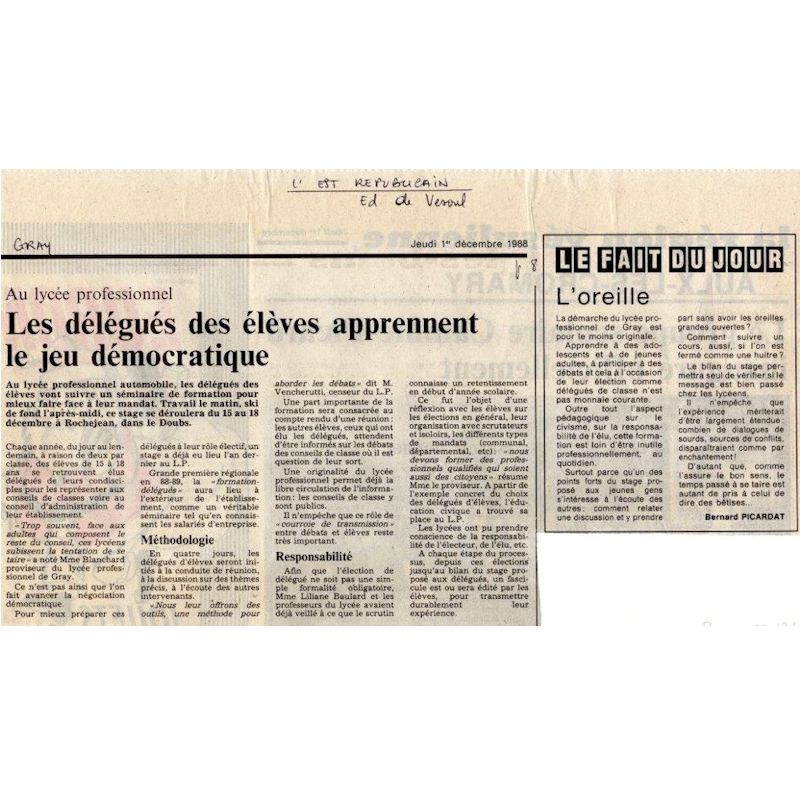 L' EST REPUBLICAIN
Ed de Vesoul
GRAY
Jeudi 1er décembre 1988
p 8
Au lycée professionnel
Les délégués des élèves apprennent
le jeu démocratique
Au lycée professionnel automobile, les délégués des
élèves vont suivre un séminaire de formation pour
mieux faire face à leur mandat. Travail le matin, ski
de fond l'après-midi, ce stage se déroulera du 15 au 18
décembre à Rochejean, dans le Doubs.
Chaque année, du jour au len-
demain, à raison de deux par
classe, des élèves de 15 à 18
ans se retrouvent élus
délégués de leurs condisci-
ples pour les représenter aux
conseils de classes voire au
conseil d'administration de
leur établissement.
«Trop souvent, face aux
adultes qui composent le
reste du conseil, ces lycéens
subissent la tentation de se
taire» a noté Mme Blanchard
proviseur du lycée profes-
sionnel de Gray.
Ce n'est pas ainsi que l'on
fait avancer la négociation
démocratique.
Pour mieux préparer ces
délégués à leur rôle électif, un
stage a déjà eu lieu l'an der-
nier au L.P.
Grande première régionale
en 88-89, la «formation-
délégués» aura lieu à
l'extérieur de l'établisse-
ment, comme un véritable
séminaire tel qu'en connais-
sent les salariés d'entreprise.
Méthodologie
En quatre jours, les
délégués d'élèves seront ini-
tiés à la conduite de réunion,
à la discussion sur des thèmes
précis, à l'écoute des autres
intervenants.
«Nous leur offrons des
outils, une méthode pour
aborder les débats» dit M.
Vencherutti, censeur du L.P.
Une part importante de la
formation sera consacrée au
compte rendu d'une réunion:
les autres élèves, ceux qui ont
élu les délégués, attendent
d'être informés sur les débats
des conseils de classe où il est
question de leur sort.
Une originalité du lycée
professionnel permet déjà la
libre circulation de l'informa-
tion: les conseils de classe y
sont publics.
Il n'empêche que ce rôle de
«courroie de transmission»
entre débats et élèves reste
très important.
Responsabilité
Afin que l'élection de
délégué ne soit pas une sim-
ple formalité obligatoire,
Mme Liliane Baulard et les
professeurs du lycée avaient
déjà veillé à ce que le scrutin
connaisse un retentissement
en début d'année scolaire.
Ce fut l'objet d'une
réflexion avec les élèves sur
les élections en général, leur
organisation avec scrutateurs
et isoloirs, les différents types
de mandats (communal,
départemental, etc): «nous
devons former des profes-
sionnels qualifiés qui soient
aussi des citoyens» résume
Mme le proviseur. A partir de
l'exemple concret du choix
des délégués d'élèves, l'édu-
cation civique a trouvé sa
place au L.P.
Les lycéens ont pu prendre
conscience de la responsabi-
lité de l'électeur, de l'élu, etc.
A chaque étape du proces-
sus, depuis ces élections
jusqu'au bilan du stage pro-
posé aux délégués, un fasci-
cule est ou sera édité par les
élèves, pour transmettre
durablement leur
expérience.
LE FAIT DU JOUR
L'oreille
La démarche du lycée pro-
fessionnel de Gray est
pour le moins originale.
Apprendre à des ado-
lescents et à de jeunes
adultes, à participer à des
débats et cela à l'occasion
de leur élection comme
délégués de classe n'est
pas monnaie courante.
Outre tout l'aspect
pédagogique sur le
civisme, sur la responsa-
bilité de l'élu, cette forma-
tion est loin d'être inutile
professionnellement, au
quotidien.
Surtout parce qu'un des
points forts du stage pro-
posé aux jeunes gens
s'intéresse à l'écoute des
autres: comment relater
une discussion et y prendre
part sans avoir les oreilles
grandes ouvertes?
Comment suivre un
cours, aussi, si l'on est
fermé comme une huitre?
Le bilan du stage per-
mettra seul de vérifier si le
message est bien passé
chez les lycéens.
Il n'empêche que
l'expérience mériterait
d'être largement étendue:
combien de dialogues de
sourds, sources de conflits,
disparaîtraient comme par
enchantement!
D'autant que, comme
l'assure le bon sens, le
temps passé à se taire est
autant de pris à celui de
dire des bêtises...
Bernard PICARDAT